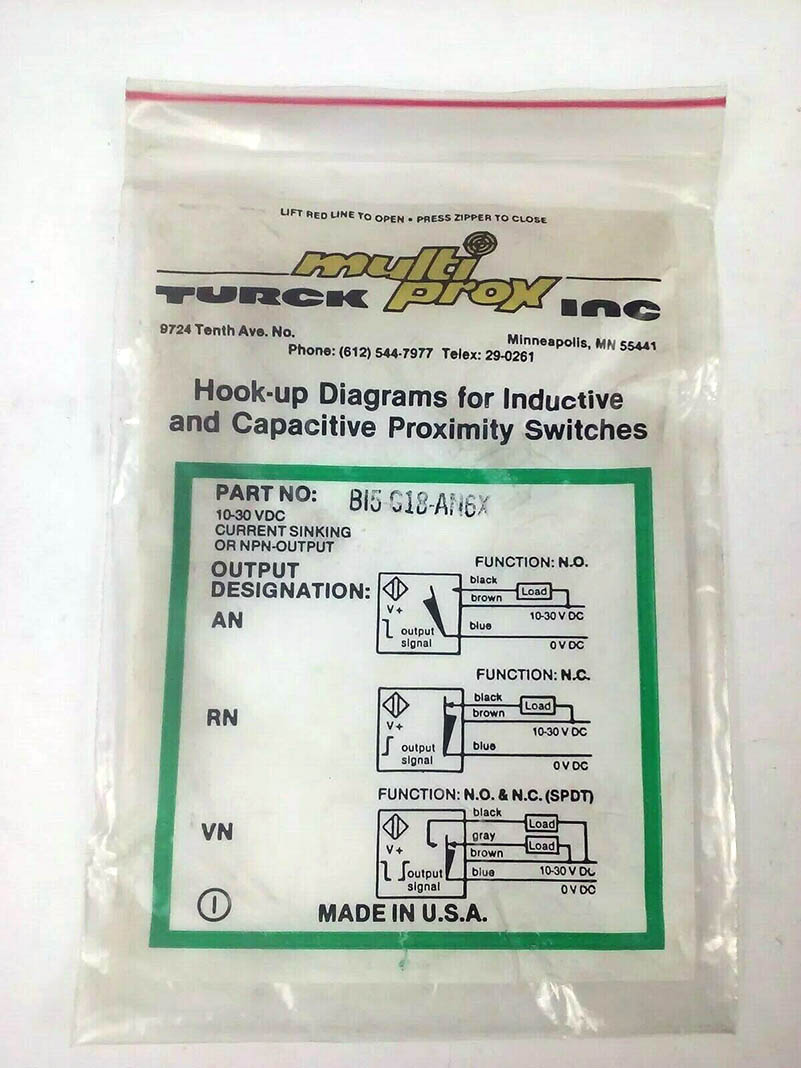 LIFT RED LINE TO OPEN • PRESS ZIPPER TO CLOSE
multi
TURCK prox inc
9724 Tenth Ave. No. Minneapolis, MN 55441
Phone: (612) 544-7977 Telex: 29-0261
Hook-up Diagrams for Inductive
and Capacitive Proximity Switches
PART NO: BI5-G18-AN6X
10-30 VDC
CURRENT SINKING
OR NPN-OUTPUT
OUTPUT
DESIGNATION:
AN
FUNCTION: N.O.
black
brown
Load
V+
10-30 V DC
output
signal
blue
0 V DC
RN
FUNCTION: N.C.
black
brown
Load
V+
10-30 V DC
output
signal
blue
0 V DC
VN
FUNCTION: N.O. & N.C. (SPDT)
black
Load
gray
Load
V+
brown
10-30 V DC
output
signal
blue
0 V DC
MADE IN U.S.A.